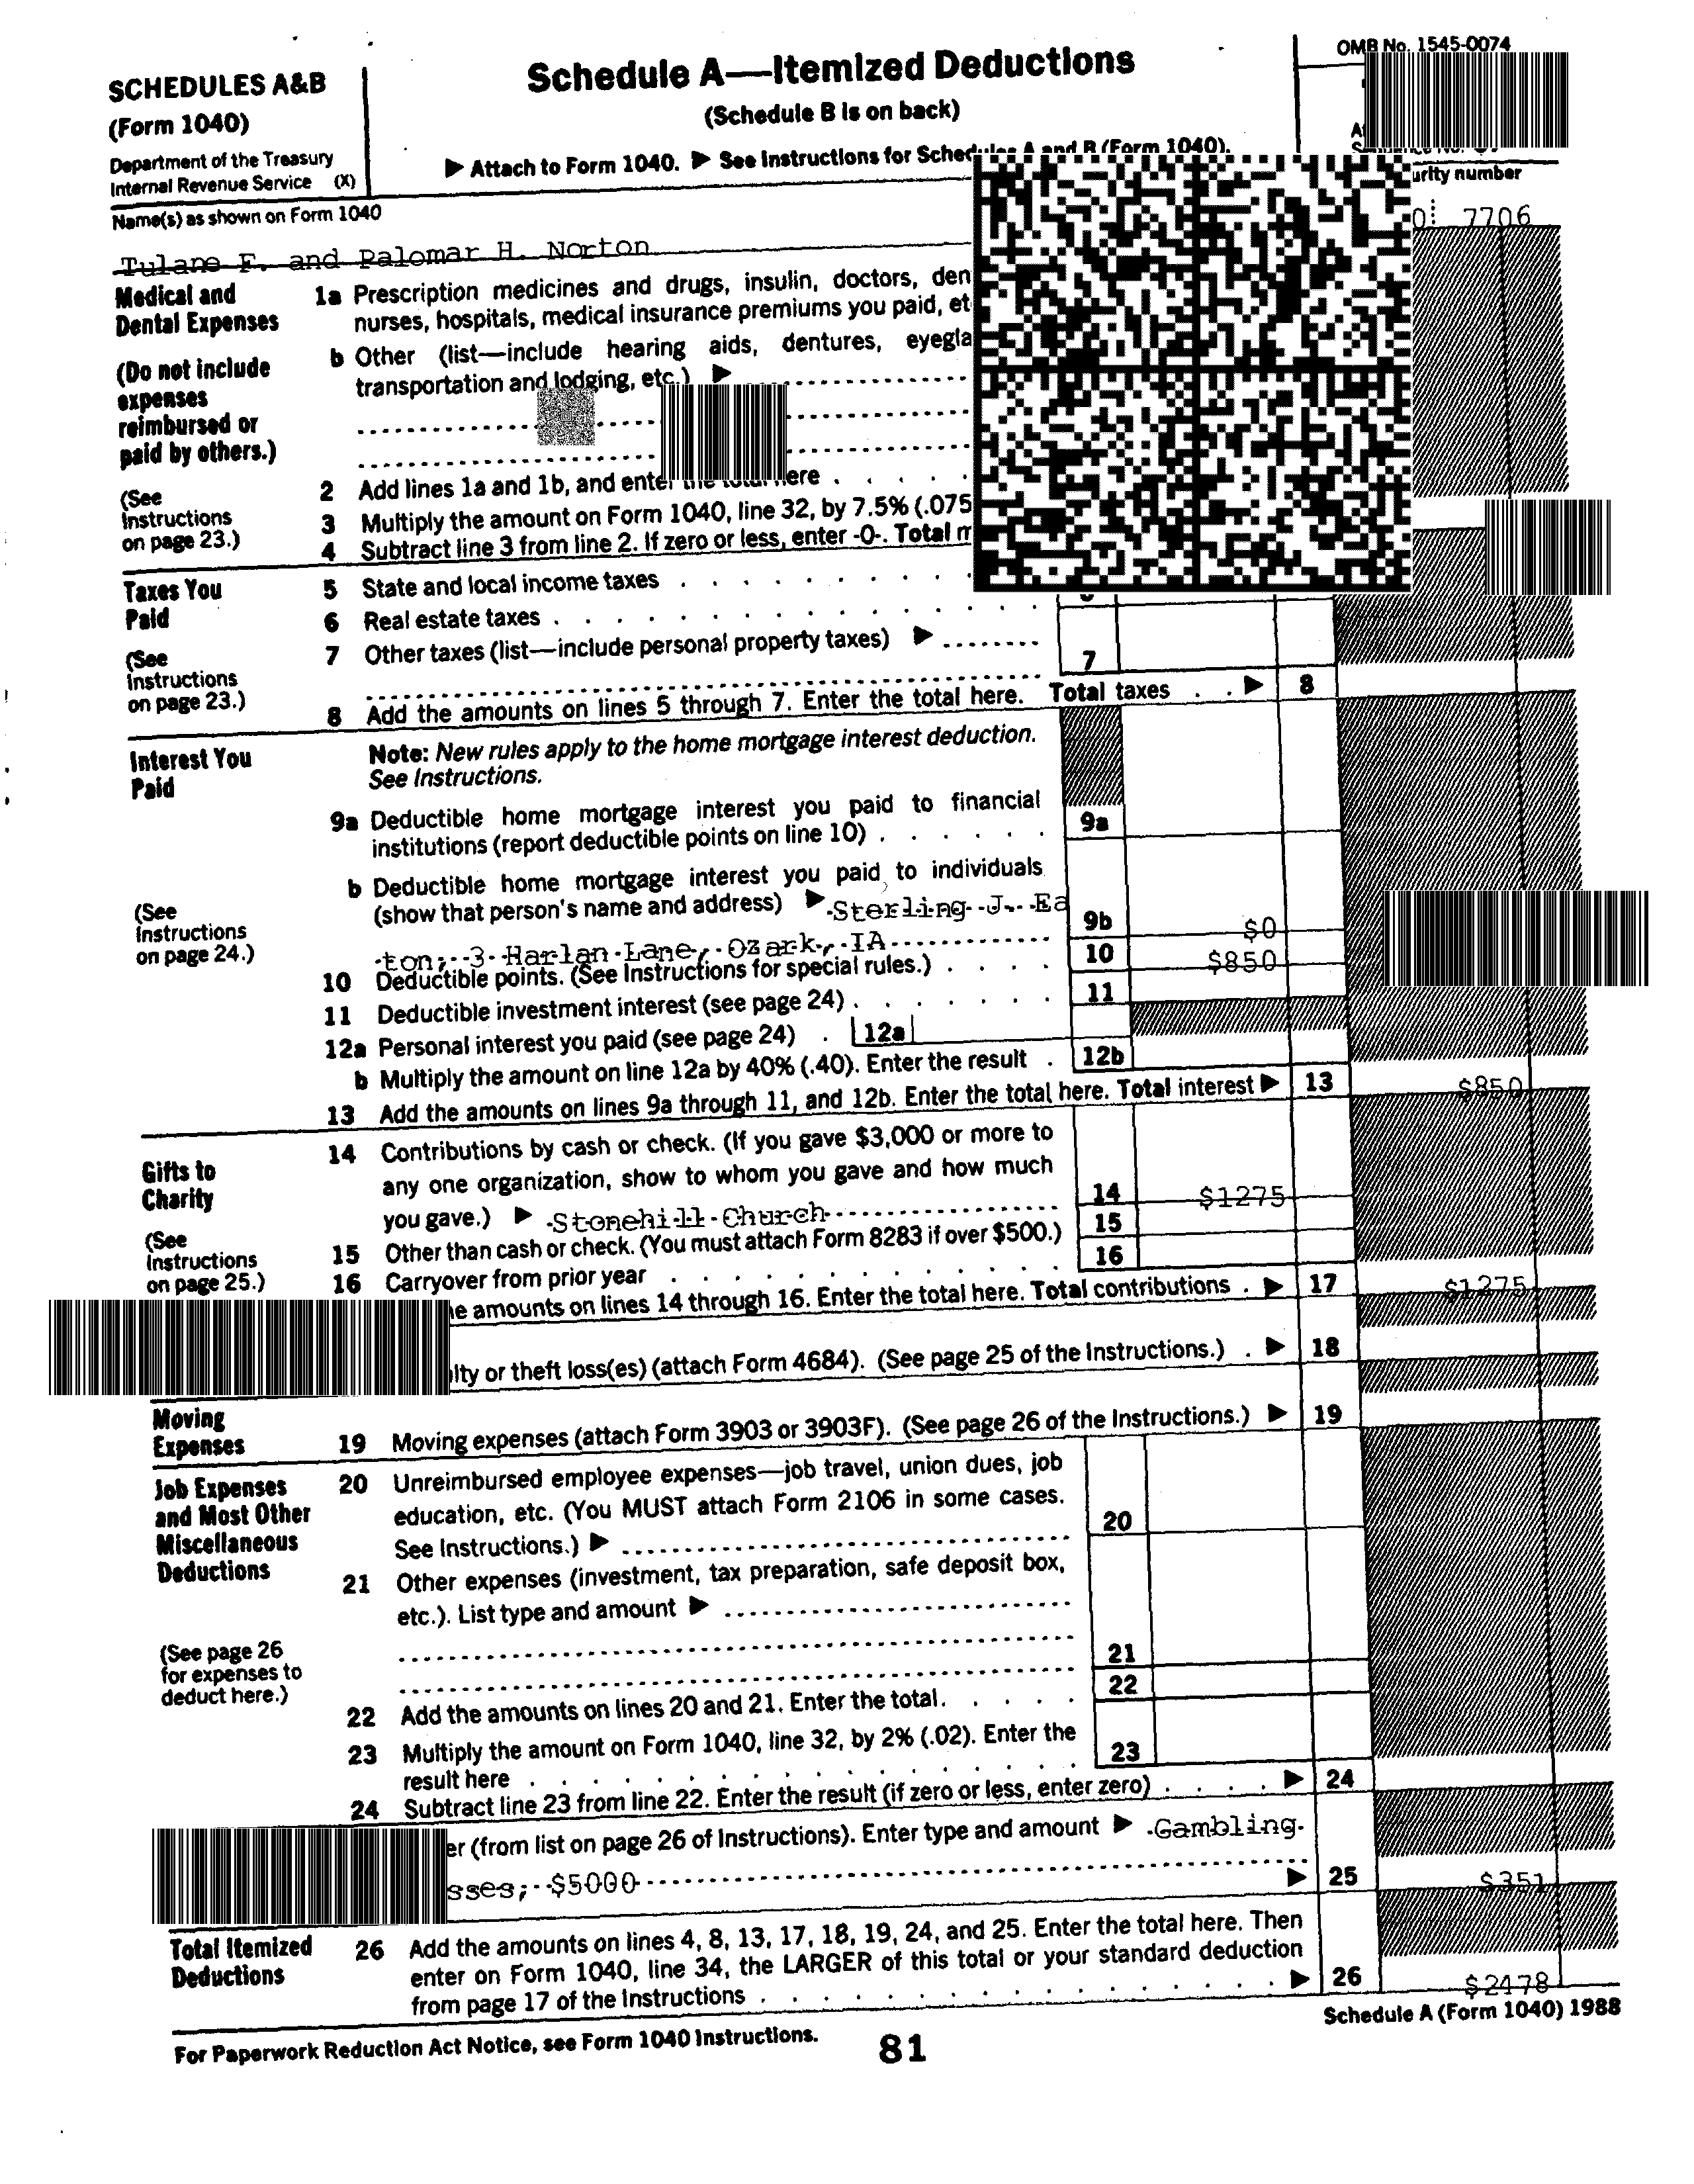 OMB No. 1545-0074
SCHEDULES A&B
(Form 1040)
Schedule A—Itemized Deductions
(Schedule B is on back)
Department of the Treasury
Internal Revenue Service (X)
▶ Attach to Form 1040. ▶ See Instructions for Schedules A and B (Form 1040).
Name(s) as shown on Form 1040
number
7706
Tulane F. and Palomar H. Norton
Medical and Dental Expenses
(Do not include expenses reimbursed or paid by others.)
(See Instructions on page 23.)
1a Prescription medicines and drugs, insulin, doctors,
nurses, hospitals, medical insurance premiums you paid,
b Other (list—include hearing aids, dentures,
transportation and lodging, etc.) ▶
2 Add lines 1a and 1b, and enter the total here
3 Multiply the amount on Form 1040, line 32, by 7.5% (.075
4 Subtract line 3 from line 2. If zero or less, enter -0-. Total
Taxes You Paid
(See Instructions on page 23.)
5 State and local income taxes
6 Real estate taxes
7 Other taxes (list—include personal property taxes) ▶
7
8 Add the amounts on lines 5 through 7. Enter the total here. Total taxes ▶ 8
Interest You Paid
(See Instructions on page 24.)
Note: New rules apply to the home mortgage interest deduction.
See Instructions.
9a Deductible home mortgage interest you paid to financial
institutions (report deductible points on line 10) 9a
b Deductible home mortgage interest you paid to individuals
(show that person's name and address) ▶ Sterling J. Ea
ton, 3 Harlan Lane, Ozark, IA 9b $0
10 Deductible points. (See Instructions for special rules.) 10 $850
11 Deductible investment interest (see page 24) 11
12a Personal interest you paid (see page 24) 12a
b Multiply the amount on line 12a by 40% (.40). Enter the result 12b
13 Add the amounts on lines 9a through 11, and 12b. Enter the total here. Total interest ▶ 13 $850
Gifts to Charity
(See Instructions on page 25.)
14 Contributions by cash or check. (If you gave $3,000 or more to
any one organization, show to whom you gave and how much
you gave.) ▶ Stonehill Church 14 $1275
15 Other than cash or check. (You must attach Form 8283 if over $500.) 15
16 Carryover from prior year 16
amounts on lines 14 through 16. Enter the total here. Total contributions ▶ 17 $1275
or theft loss(es) (attach Form 4684). (See page 25 of the Instructions.) ▶ 18
Moving Expenses
19 Moving expenses (attach Form 3903 or 3903F). (See page 26 of the Instructions.) ▶ 19
Job Expenses and Most Other Miscellaneous Deductions
(See page 26 for expenses to deduct here.)
20 Unreimbursed employee expenses—job travel, union dues, job
education, etc. (You MUST attach Form 2106 in some cases.
See Instructions.) ▶ 20
21 Other expenses (investment, tax preparation, safe deposit box,
etc.). List type and amount ▶
21
22 Add the amounts on lines 20 and 21. Enter the total. 22
23 Multiply the amount on Form 1040, line 32, by 2% (.02). Enter the
result here 23
24 Subtract line 23 from line 22. Enter the result (if zero or less, enter zero) ▶ 24
(from list on page 26 of Instructions). Enter type and amount ▶ Gambling
$5000 ▶ 25 $351
Total Itemized Deductions
26 Add the amounts on lines 4, 8, 13, 17, 18, 19, 24, and 25. Enter the total here. Then
enter on Form 1040, line 34, the LARGER of this total or your standard deduction
from page 17 of the Instructions ▶ 26 $2478
For Paperwork Reduction Act Notice, see Form 1040 Instructions.
81
Schedule A (Form 1040) 1988